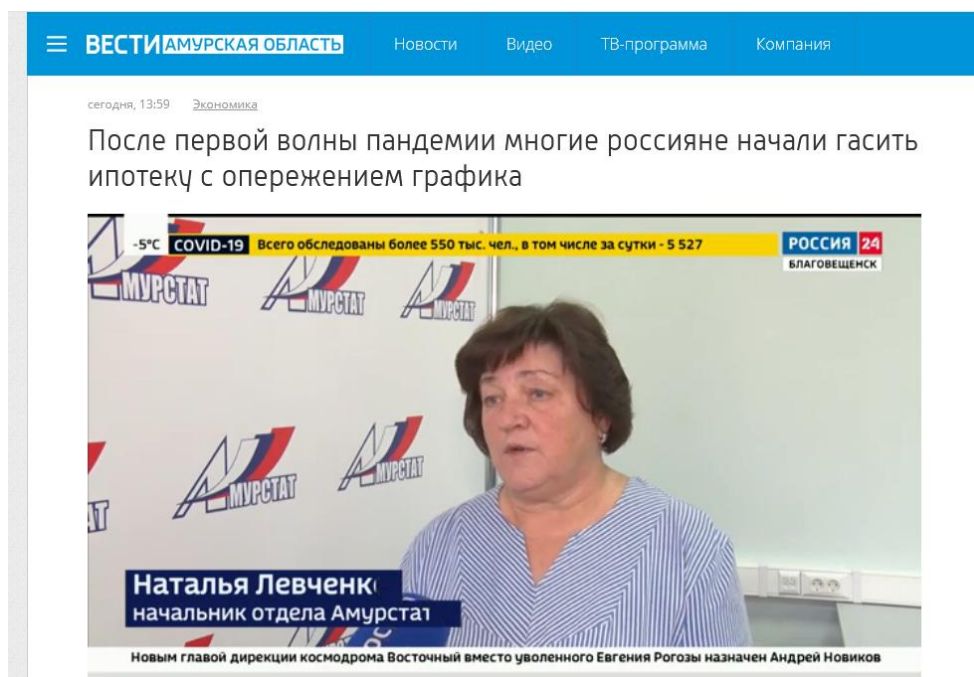 ВЕСТИ АМУРСКАЯ ОБЛАСТЬ Новости Видео ТВ-программа Компания
сегодня, 13:59 Экономика
После первой волны пандемии многие россияне начали гасить
ипотеку с опережением графика
-5°C COVID-19 Всего обследованы более 550 тыс. чел., в том числе за сутки - 5 527
РОССИЯ 24
БЛАГОВЕЩЕНСК
АМУРСТАТ АМУРСТАТ АМУРСТАТ
АМУРСТАТ АМУРСТАТ
Наталья Левченк
начальник отдела Амурстат
Новым главой дирекции космодрома Восточный вместо уволенного Евгения Рогозы назначен Андрей Новиков